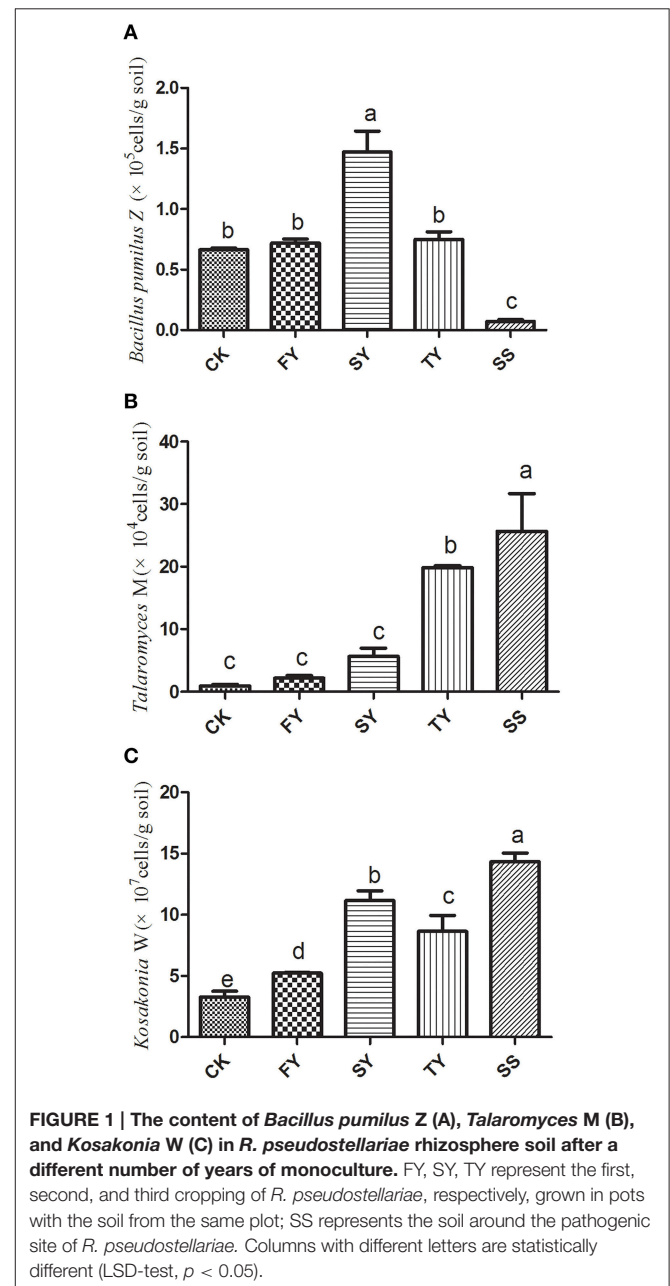 A
Bacillus pumilus Z (× 10⁵cells/g soil)
2.0
1.5
1.0
0.5
0.0
b
b
a
b
c
CK
FY
SY
TY
SS
B
Talaromyces M(× 10⁴cells/g soil)
40
30
20
10
0
c
c
c
b
a
CK
FY
SY
TY
SS
C
Kosakonia W(× 10⁷cells/g soil)
20
15
10
5
0
e
d
b
c
a
CK
FY
SY
TY
SS
FIGURE 1 | The content of Bacillus pumilus Z (A), Talaromyces M (B),
and Kosakonia W (C) in R. pseudostellariae rhizosphere soil after a
different number of years of monoculture. FY, SY, TY represent the first,
second, and third cropping of R. pseudostellariae, respectively, grown in pots
with the soil from the same plot; SS represents the soil around the pathogenic
site of R. pseudostellariae. Columns with different letters are statistically
different (LSD-test, p < 0.05).